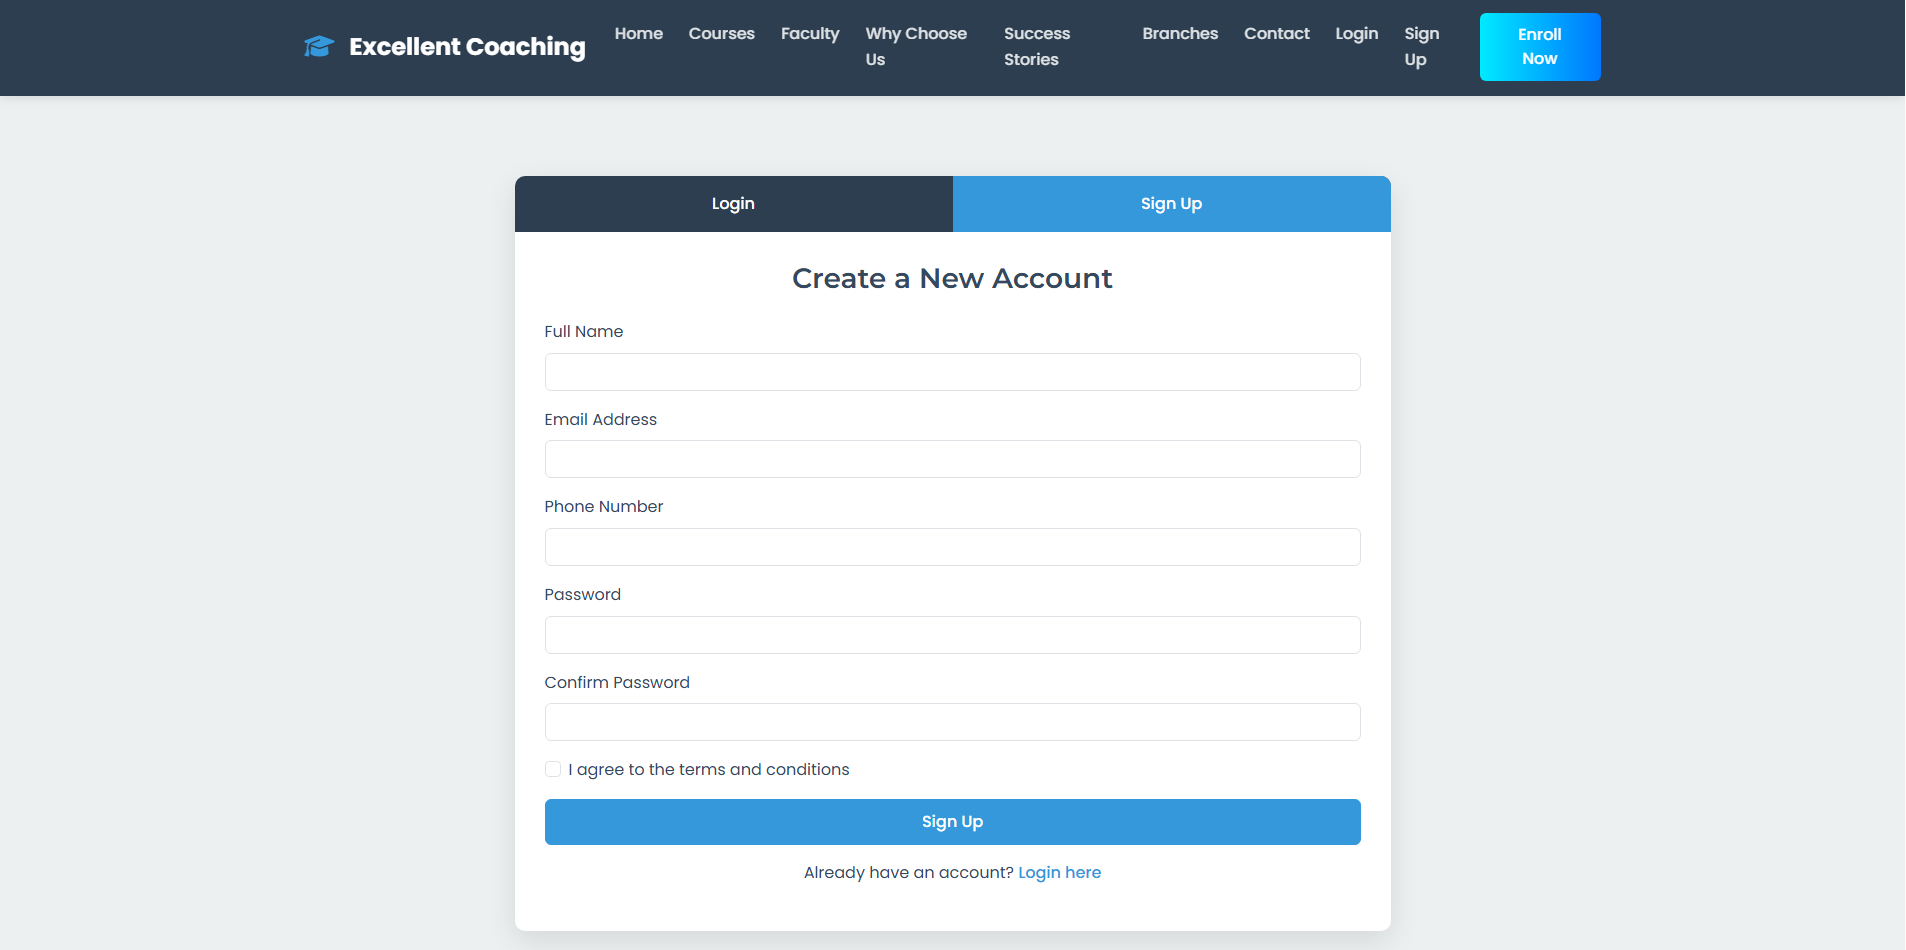 Excellent Coaching
Home
Courses
Faculty
Why Choose
Us
Success
Stories
Branches
Contact
Login
Sign
Up
Enroll
Now
Login
Sign Up
Create a New Account
Full Name
Email Address
Phone Number
Password
Confirm Password
I agree to the terms and conditions
Sign Up
Already have an account? Login here